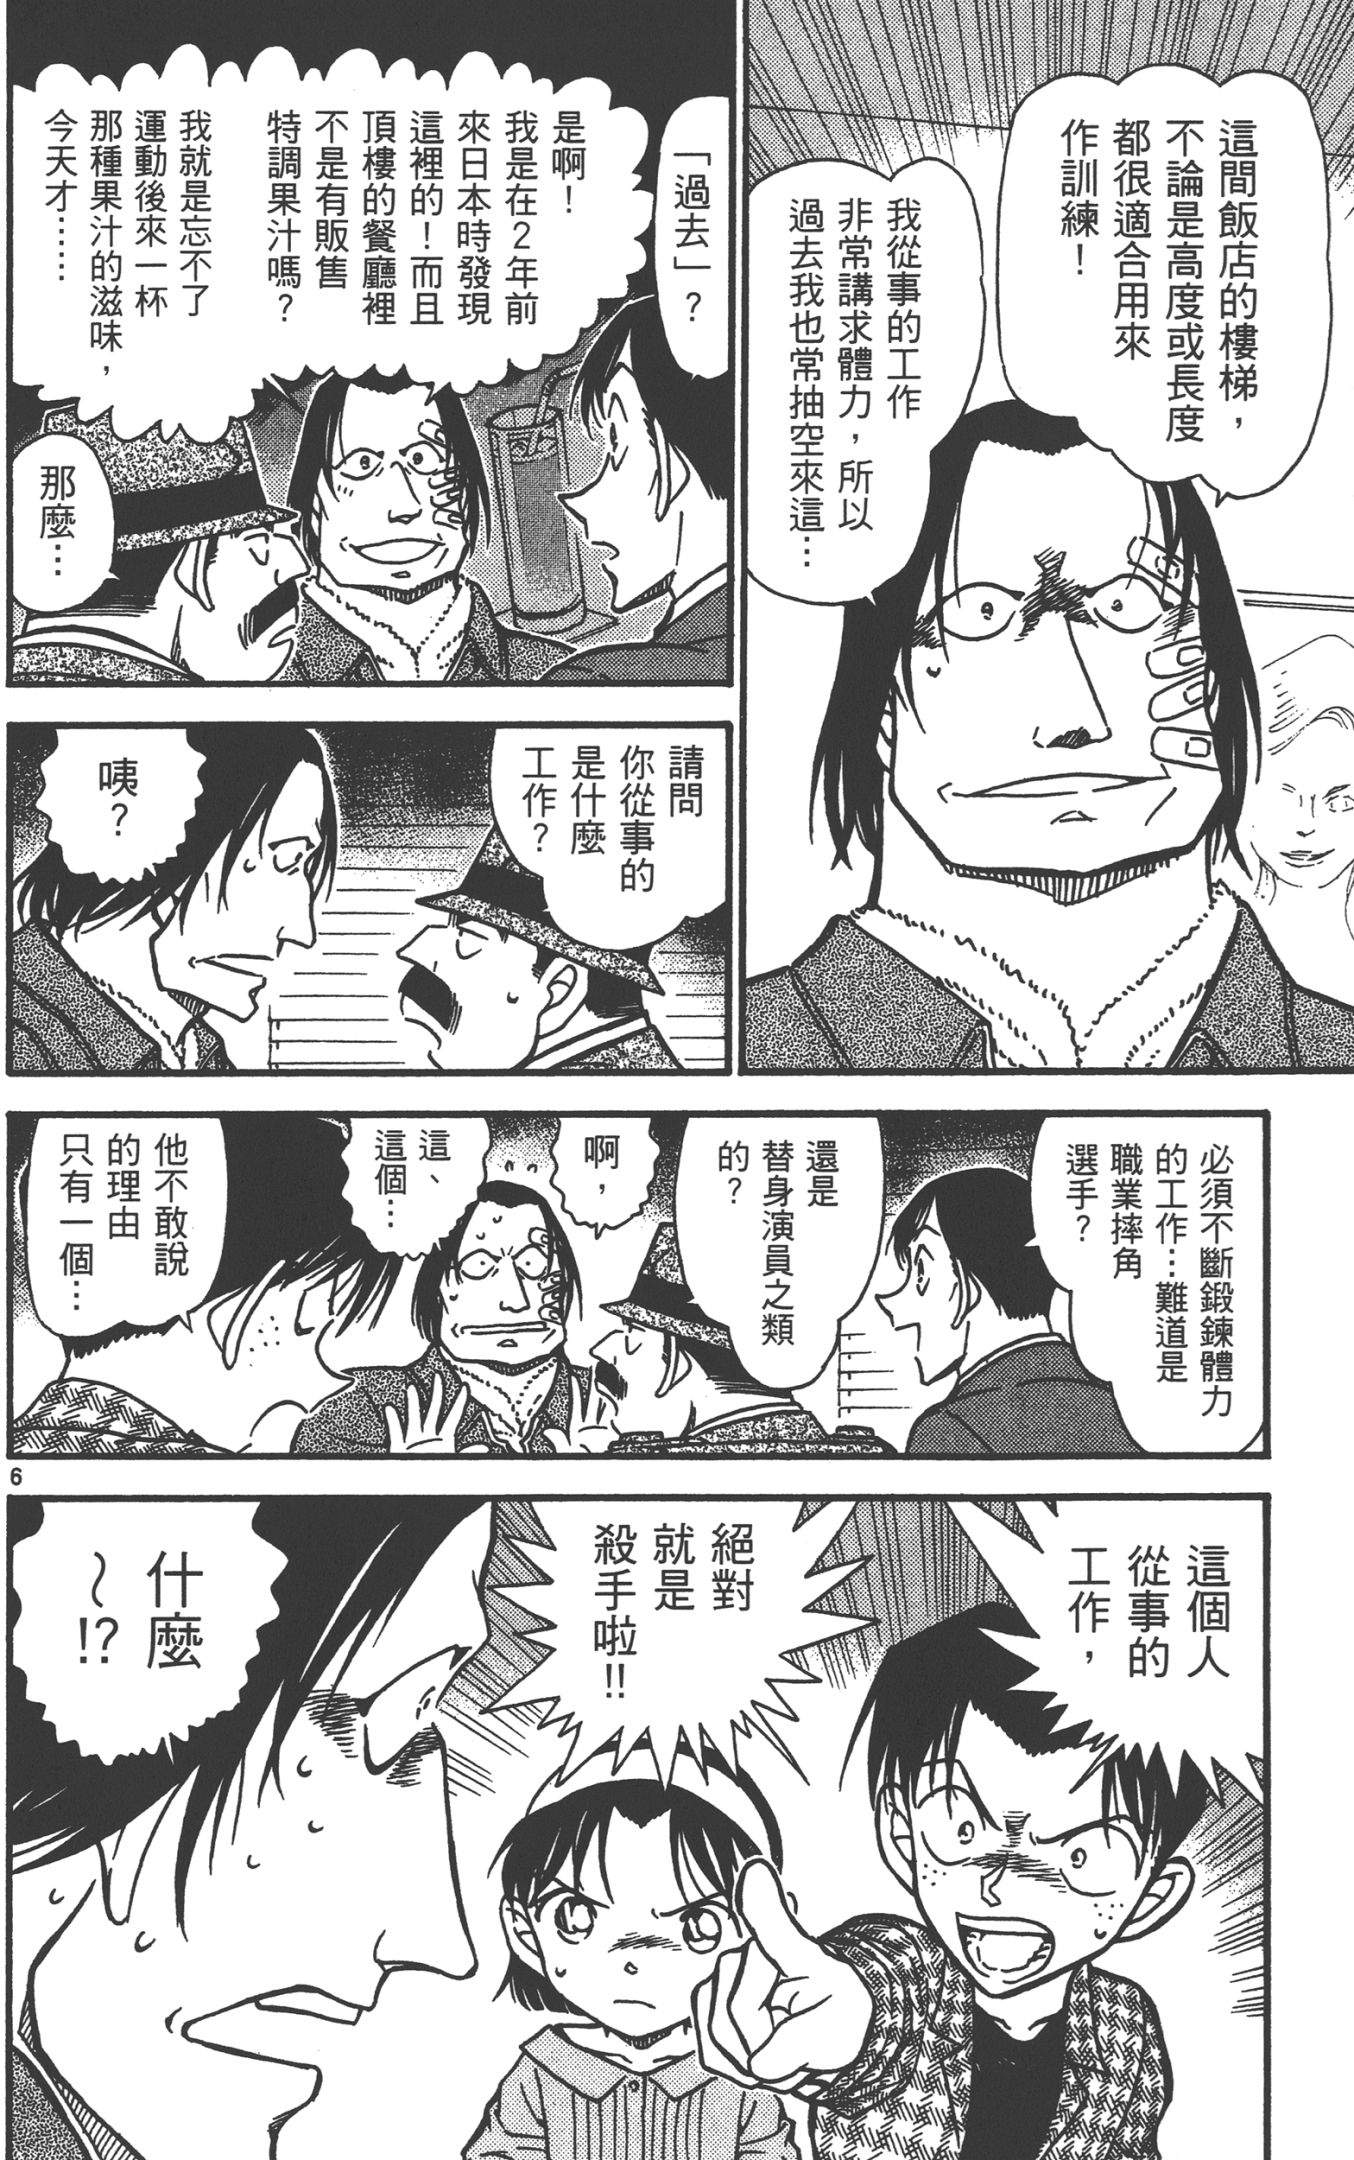 這間飯店的樓梯，
不論是高度或長度
都很適合用來
作訓練！
我從事的工作
非常講求體力，所以
過去我也常抽空來這…
「過去」？
是啊！
我是在2年前
來日本時發現
這裡的！而且
頂樓的餐廳裡
不是有販售
特調果汁嗎？
我就是忘不了
運動後來一杯
那種果汁的滋味，
今天才……
那麼…
請問
你從事的
是什麼
工作？
咦？
必須不斷鍛鍊體力
的工作…難道是
職業摔角
選手？
還是
替身演員之類
的？
啊，
這、
這個…
他不敢說
的理由
只有一個…
6
這個人
從事的
工作，
絕對
就是
殺手啦!!
什麼
～!?